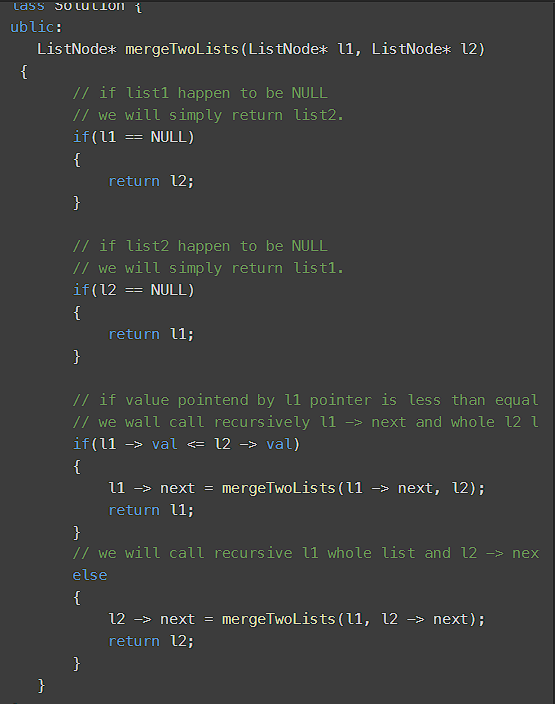 lass Solution {
ublic:
ListNode* mergeTwoLists(ListNode* l1, ListNode* l2)
{
// if list1 happen to be NULL
// we will simply return list2.
if(l1 == NULL)
{
return l2;
}
// if list2 happen to be NULL
// we will simply return list1.
if(l2 == NULL)
{
return l1;
}
// if value pointend by l1 pointer is less than equal
// we wall call recursively l1 -> next and whole l2 l
if(l1 -> val <= l2 -> val)
{
l1 -> next = mergeTwoLists(l1 -> next, l2);
return l1;
}
// we will call recursive l1 whole list and l2 -> nex
else
{
l2 -> next = mergeTwoLists(l1, l2 -> next);
return l2;
}
}